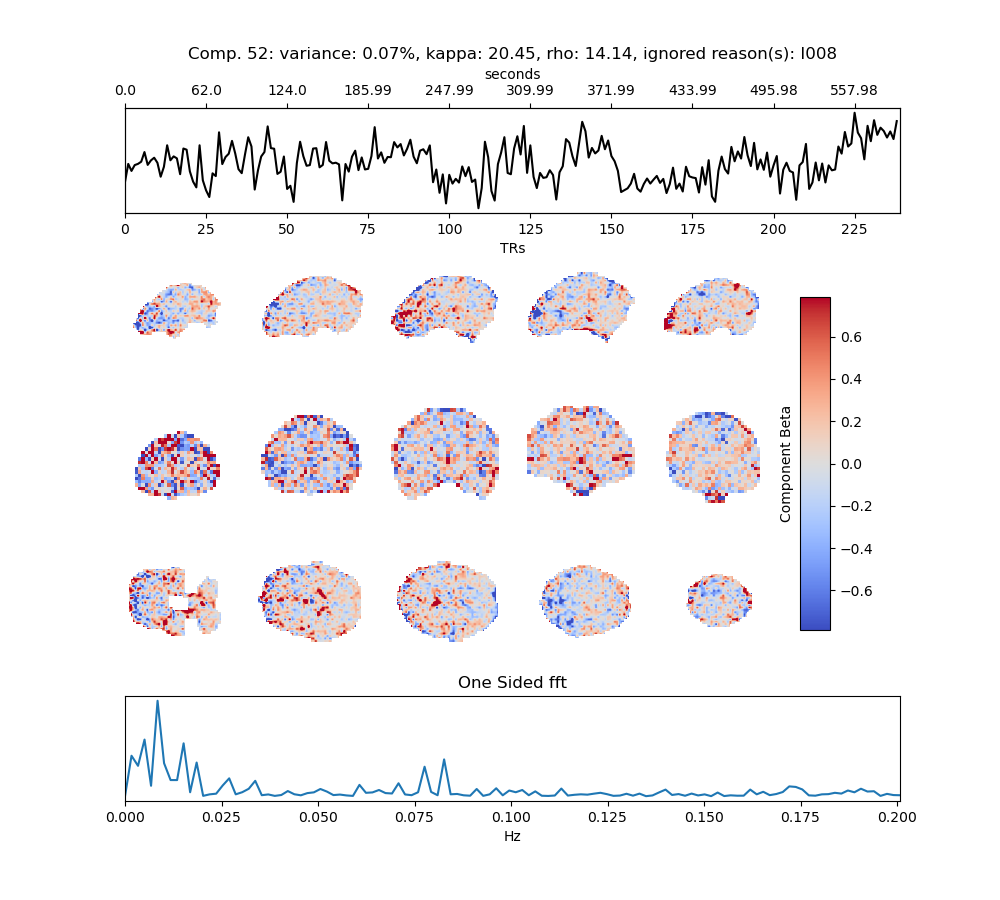 Comp. 52: variance: 0.07%, kappa: 20.45, rho: 14.14, ignored reason(s): I008
seconds
0.0 62.0 124.0 185.99 247.99 309.99 371.99 433.99 495.98 557.98
0 25 50 75 100 125 150 175 200 225
TRs
Component Beta
0.6
0.4
0.2
0.0
−0.2
−0.4
−0.6
One Sided fft
0.000 0.025 0.050 0.075 0.100 0.125 0.150 0.175 0.200
Hz